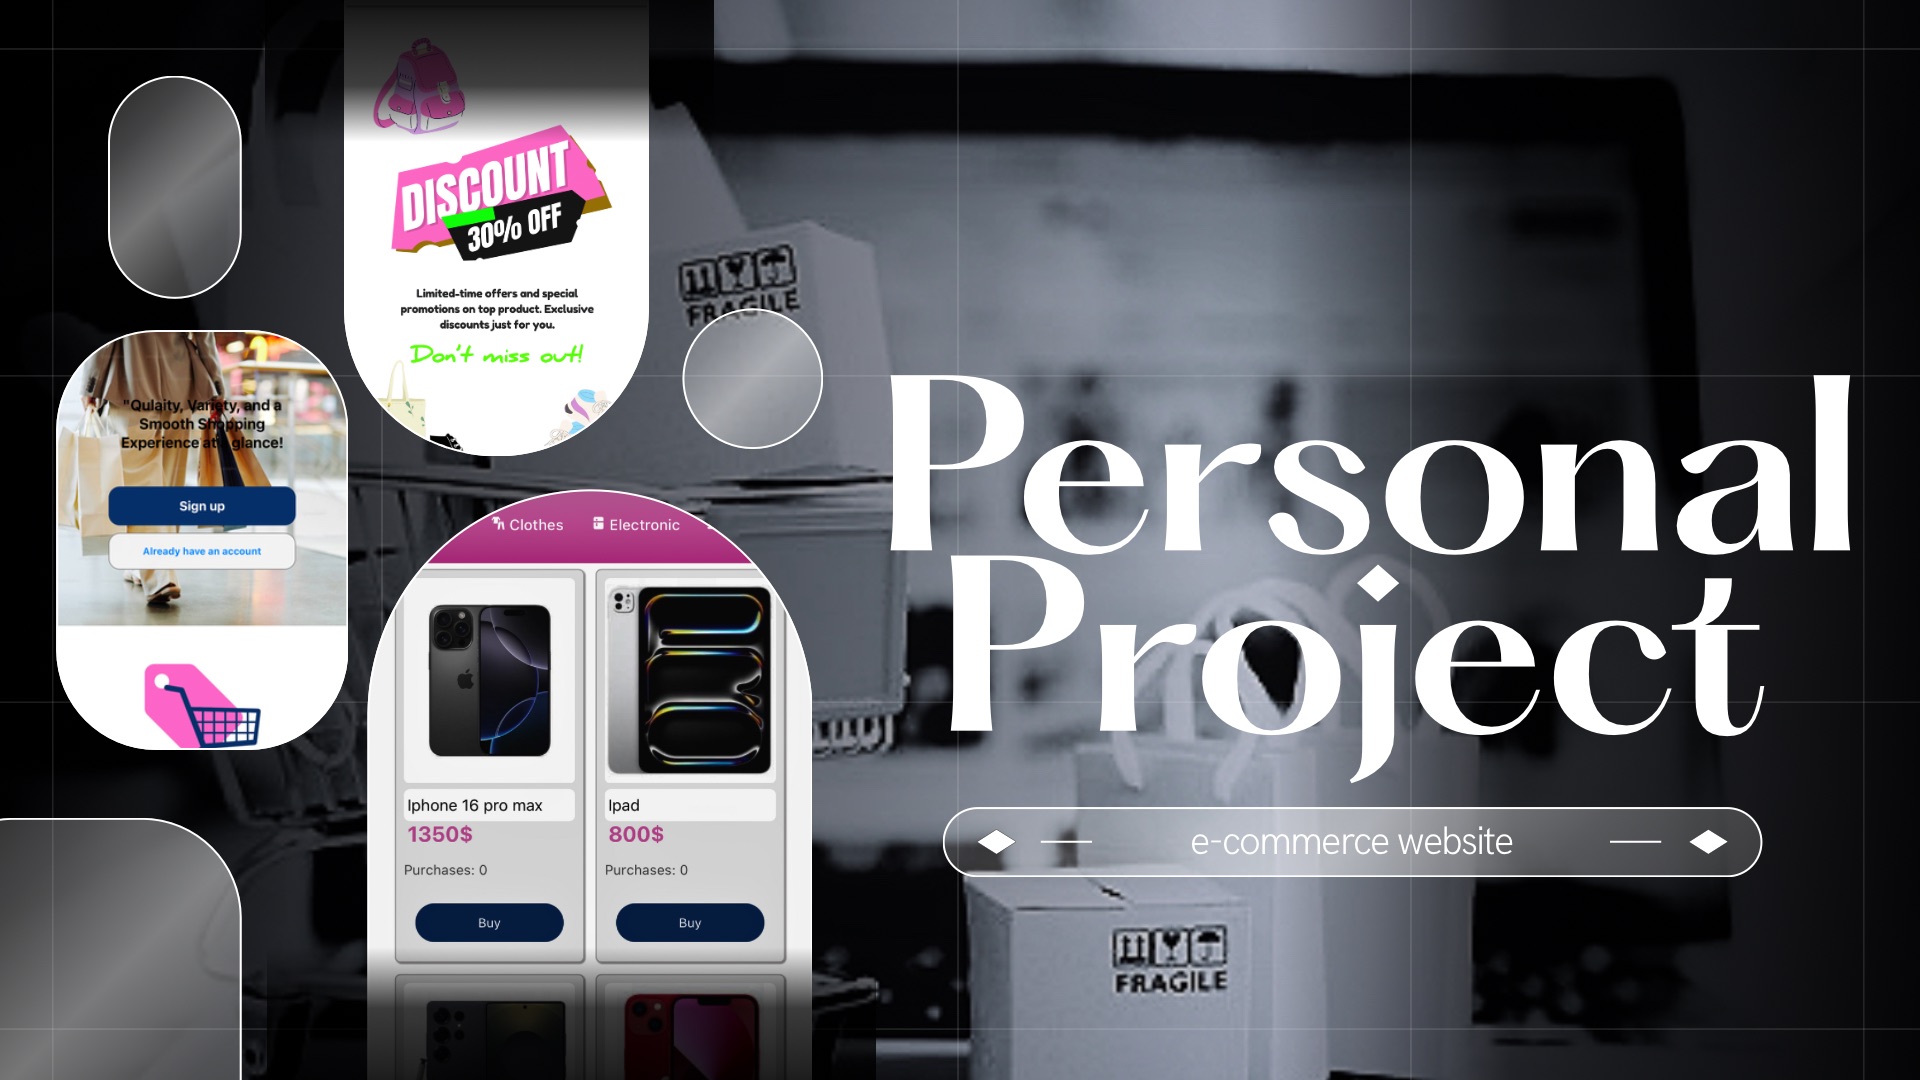 DISCOUNT
30% OFF
Limited-time offers and special
promotions on top product. Exclusive
discounts just for you.
Don't miss out!
FRAGILE
"Qulaity, Variety, and a
Smooth Shopping
Experience at a glance!
Sign up
Already have an account
Clothes
Electronic
Iphone 16 pro max
1350$
Purchases: 0
Buy
Ipad
800$
Purchases: 0
Buy
Personal
Project
e-commerce website
FRAGILE